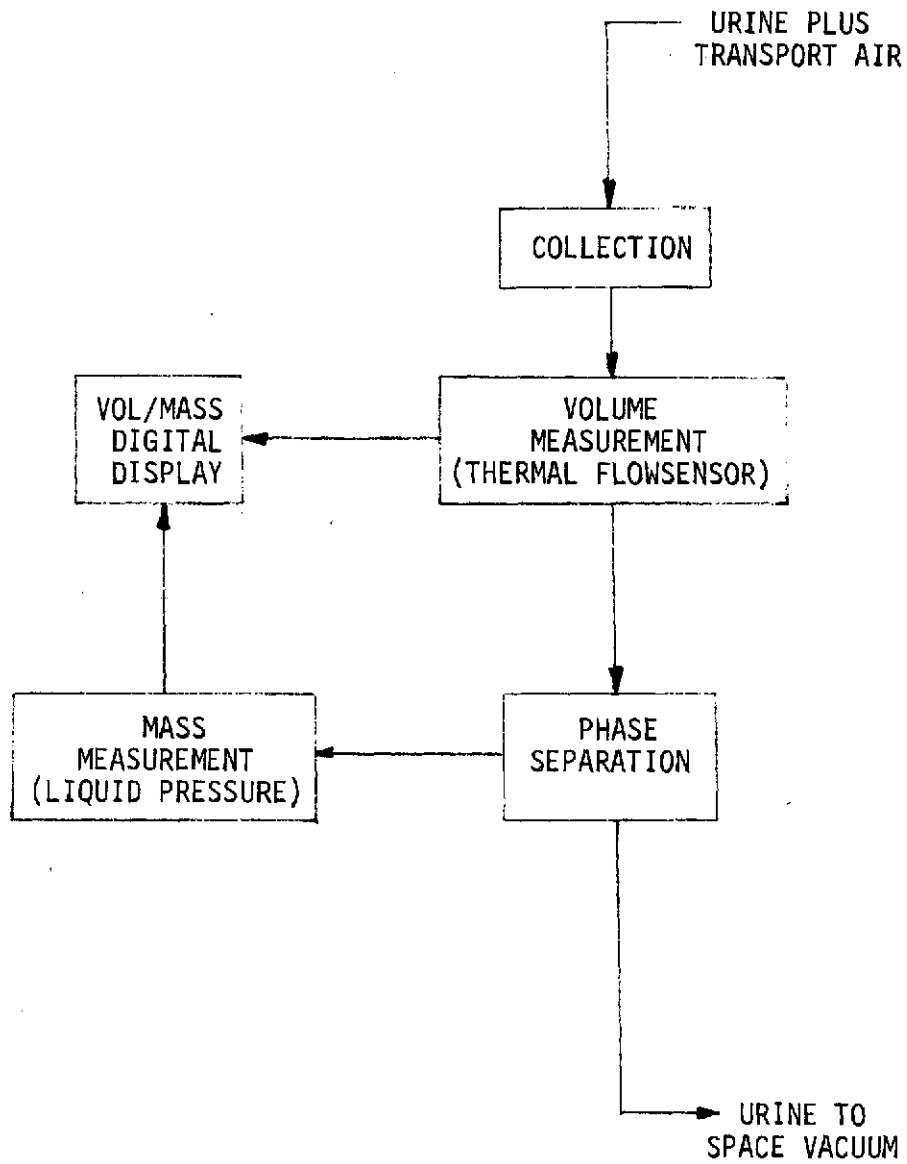 URINE PLUS
TRANSPORT AIR
COLLECTION
VOL/MASS
DIGITAL
DISPLAY
VOLUME
MEASUREMENT
(THERMAL FLOWSENSOR)
MASS
MEASUREMENT
(LIQUID PRESSURE)
PHASE
SEPARATION
URINE TO
SPACE VACUUM